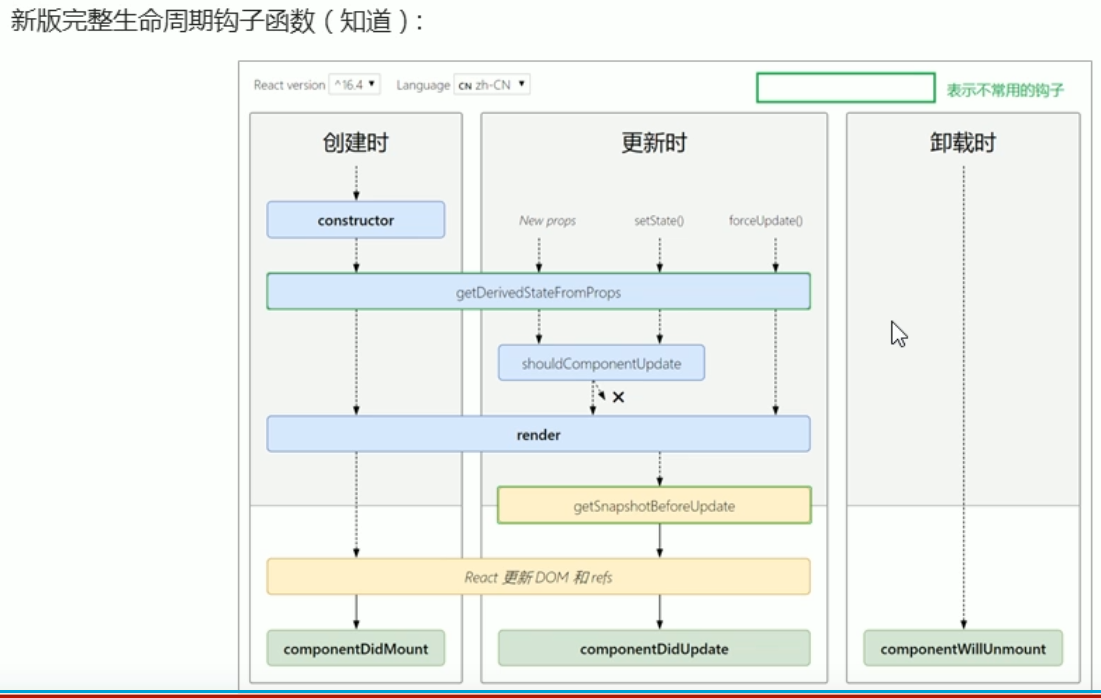 新版完整生命周期钩子函数（知道）：
React version ^16.4 Language CN zh-CN 表示不常用的钩子
创建时 更新时 卸载时
constructor New props setState() forceUpdate()
getDerivedStateFromProps
shouldComponentUpdate
render
getSnapshotBeforeUpdate
React 更新 DOM 和 refs
componentDidMount componentDidUpdate componentWillUnmount